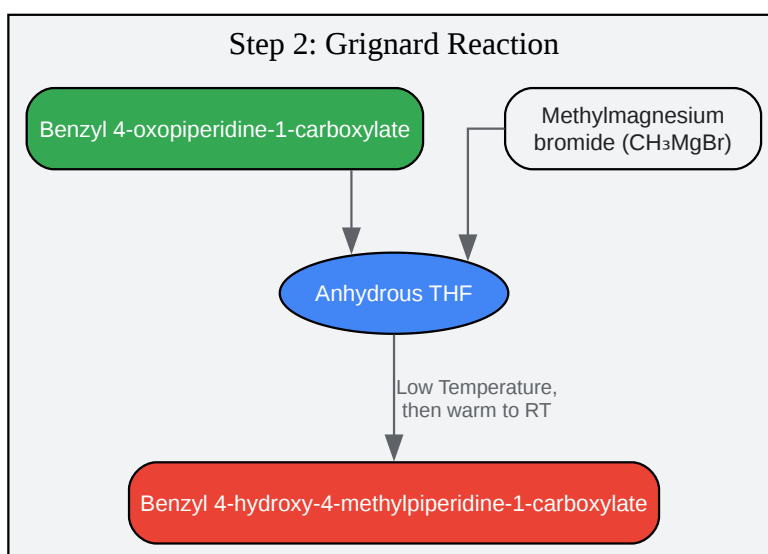 Step 2: Grignard Reaction
Benzyl 4-oxopiperidine-1-carboxylate
Methylmagnesium
bromide (CH₃MgBr)
Anhydrous THF
Low Temperature,
then warm to RT
Benzyl 4-hydroxy-4-methylpiperidine-1-carboxylate